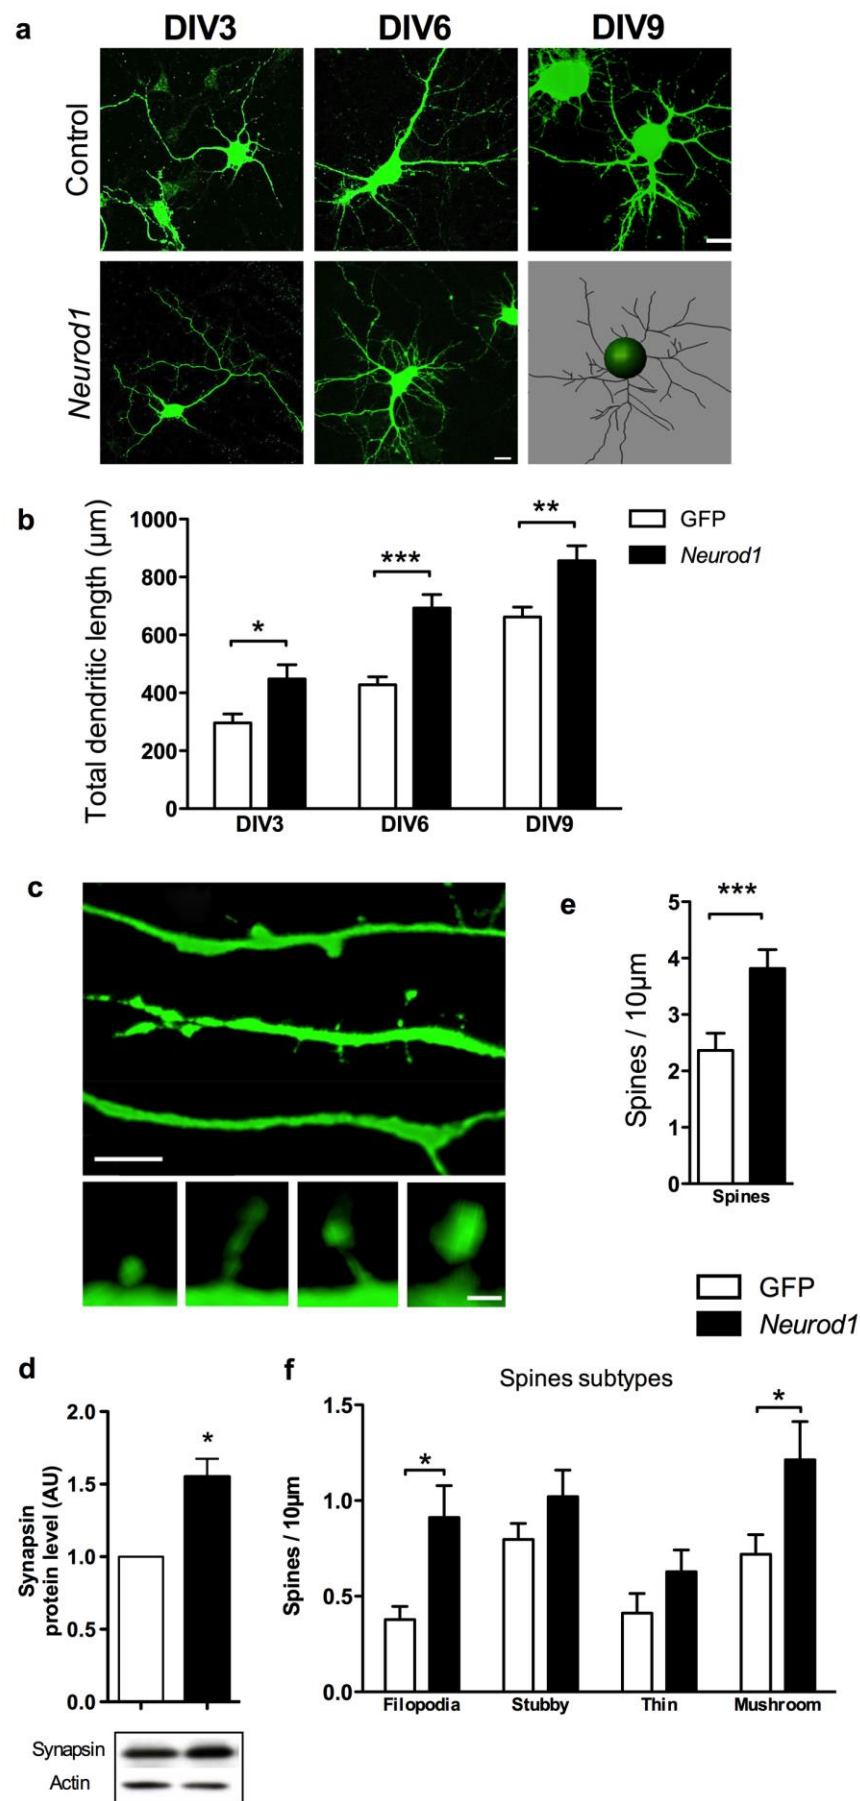 a
DIV3 DIV6 DIV9
Control
Neurod1
b
Total dendritic length (µm)
1000
800
600
400
200
0
* *** **
DIV3 DIV6 DIV9
GFP
Neurod1
c
e
Spines / 10µm
5
4
3
2
1
0
***
Spines
GFP
Neurod1
d
Synapsin
protein level (AU)
2.0
1.5
1.0
0.5
0.0
*
Synapsin
Actin
f
Spines subtypes
Spines / 10µm
1.5
1.0
0.5
0.0
* *
Filopodia Stubby Thin Mushroom